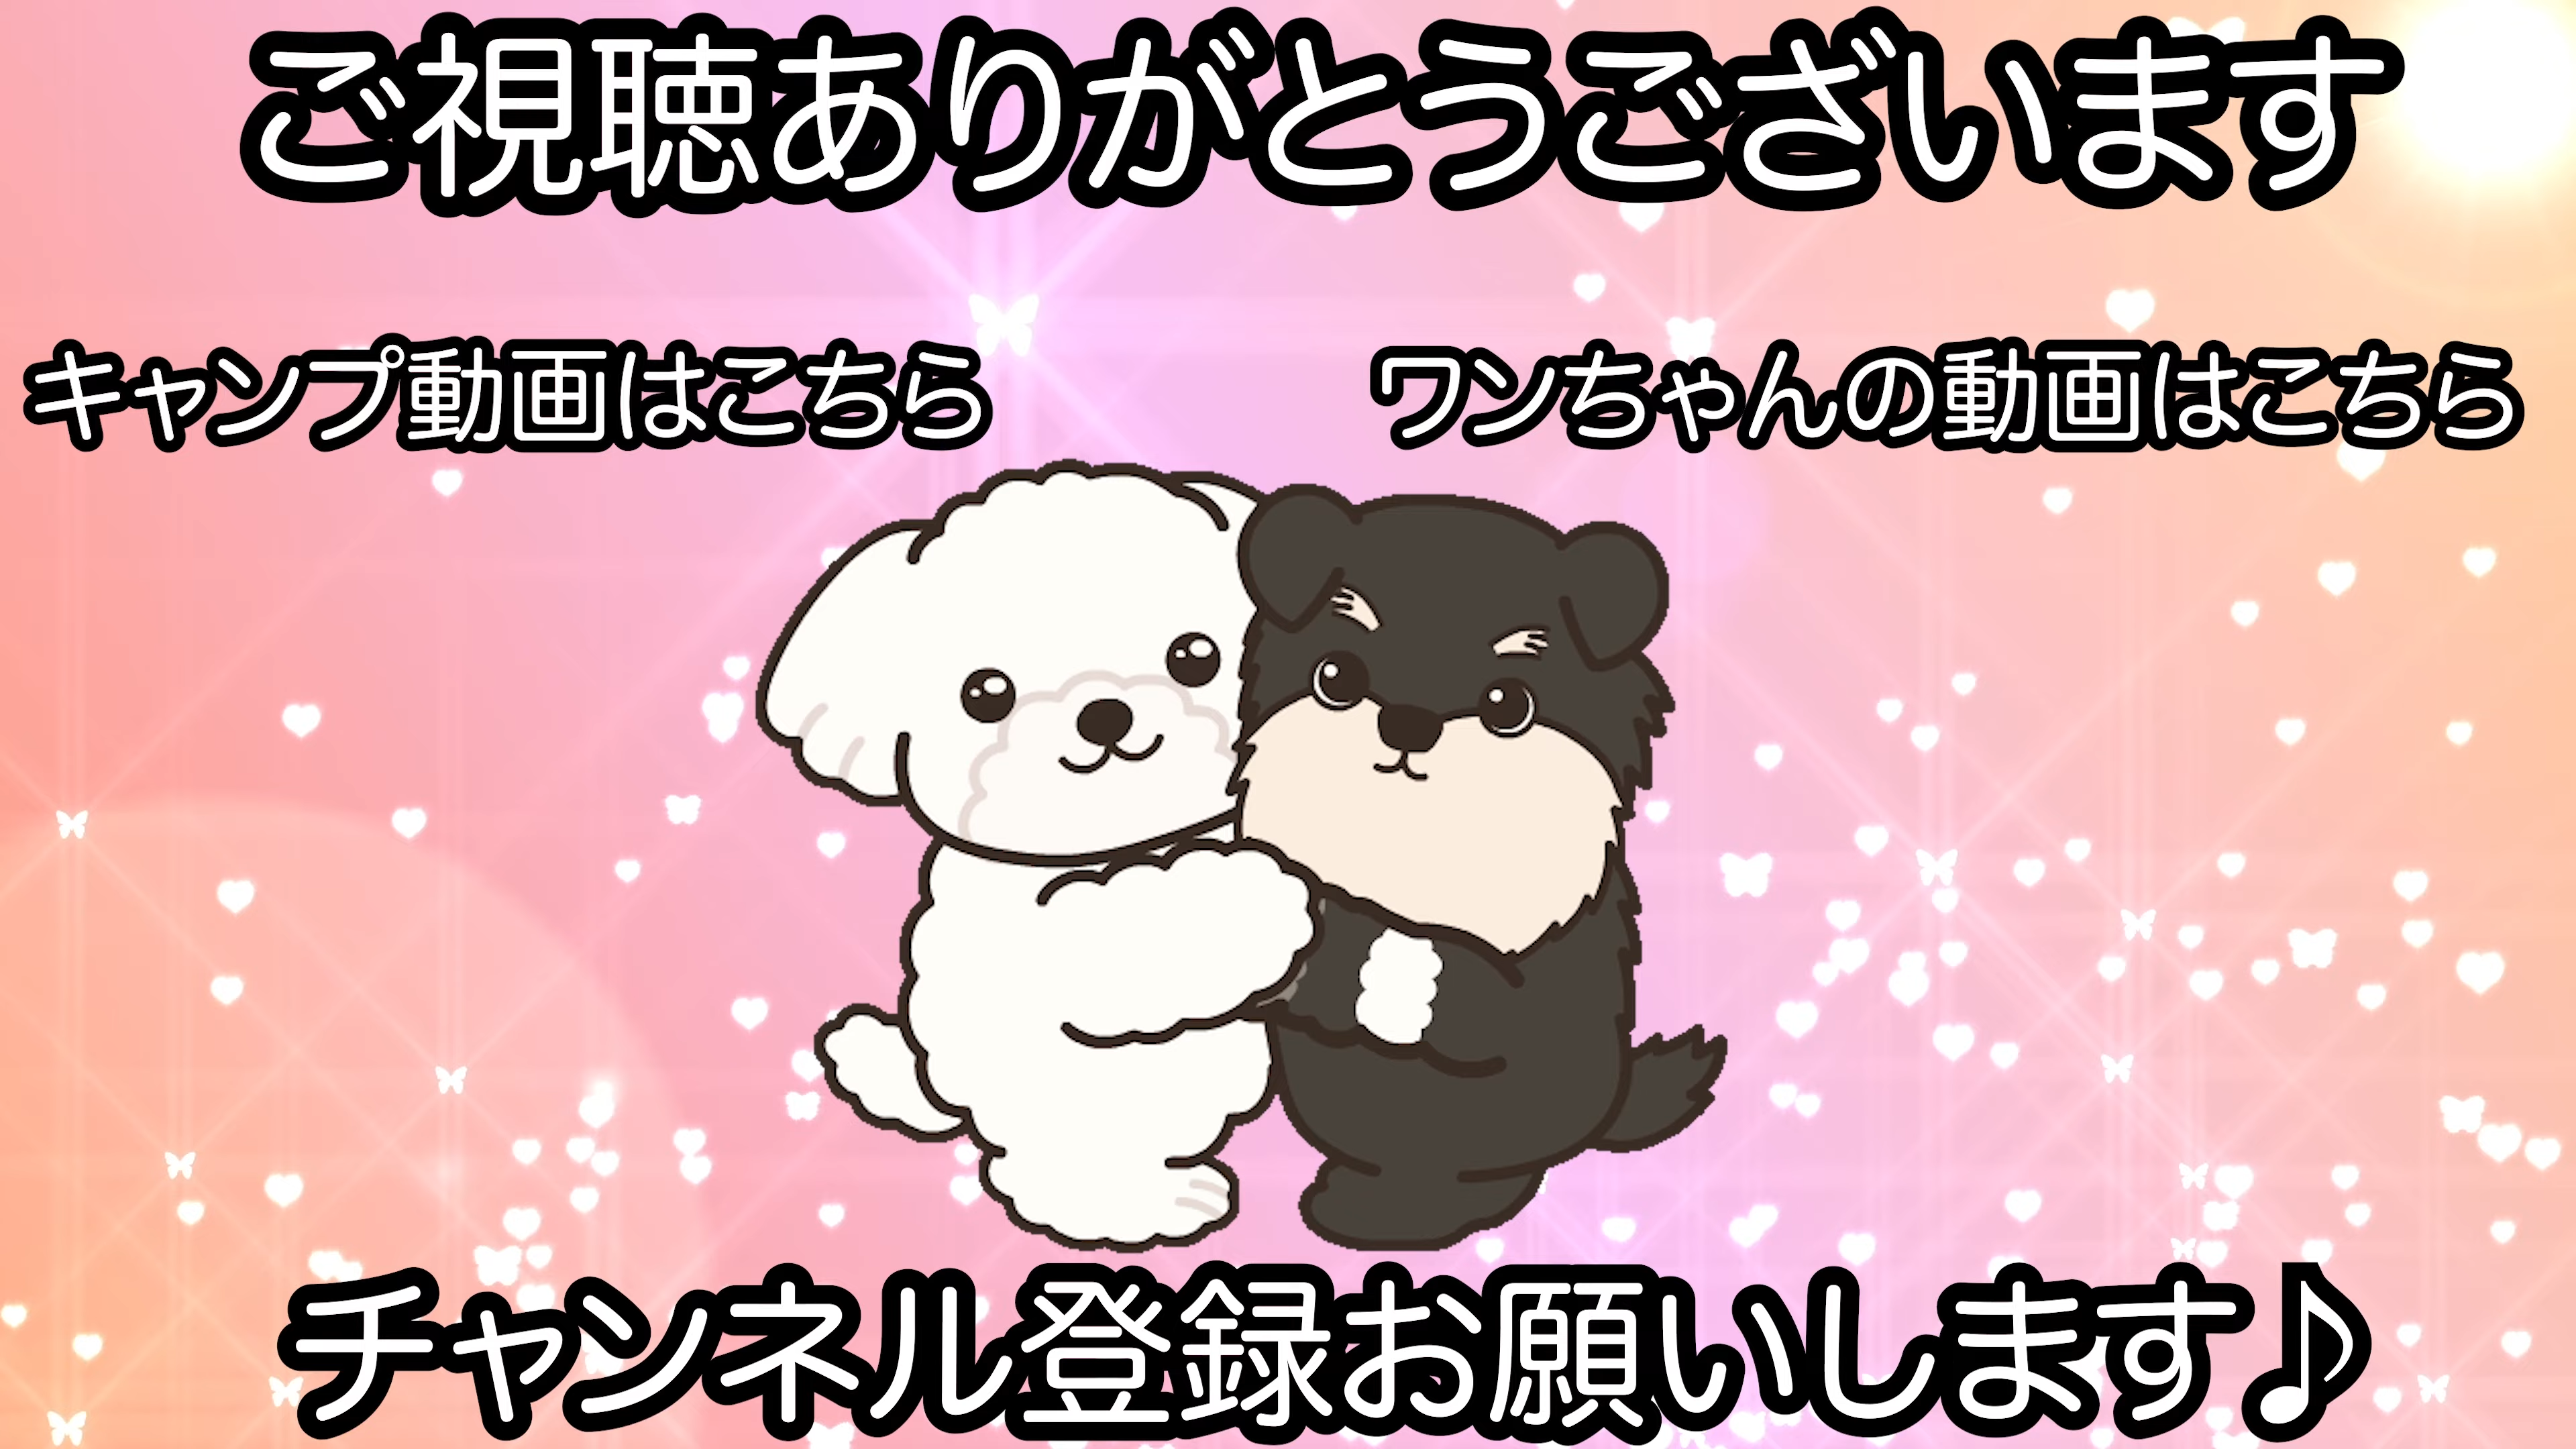 ご視聴ありがとうございます
キャンプ動画はこちら
ワンちゃんの動画はこちら
チャンネル登録お願いします♪